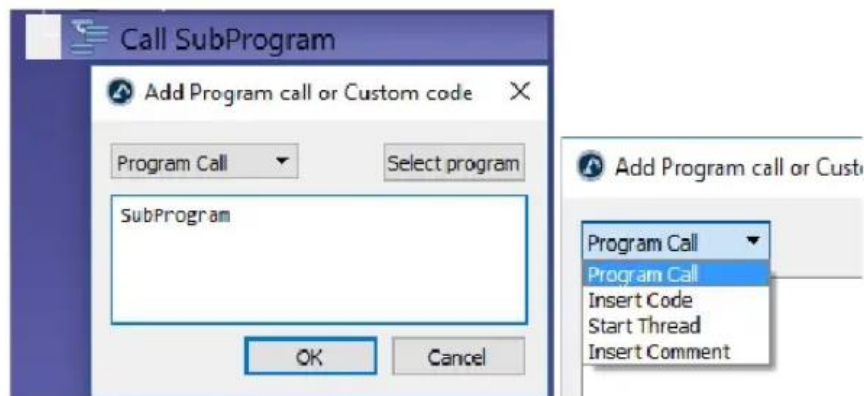 Call SubProgram
Add Program call or Custom code
Program Call
Select program
SubProgram
OK
Cancel
Add Program call or Cust
Program Call
Program Call
Insert Code
Start Thread
Insert Comment